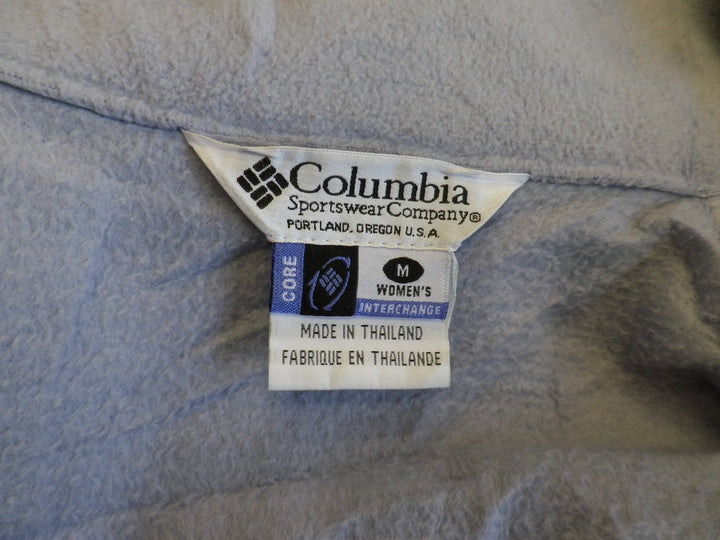 Columbia
Sportswear Company®
PORTLAND, OREGON U.S.A.
CORE
M
WOMEN'S
INTERCHANGE
MADE IN THAILAND
FABRIQUE EN THAILANDE